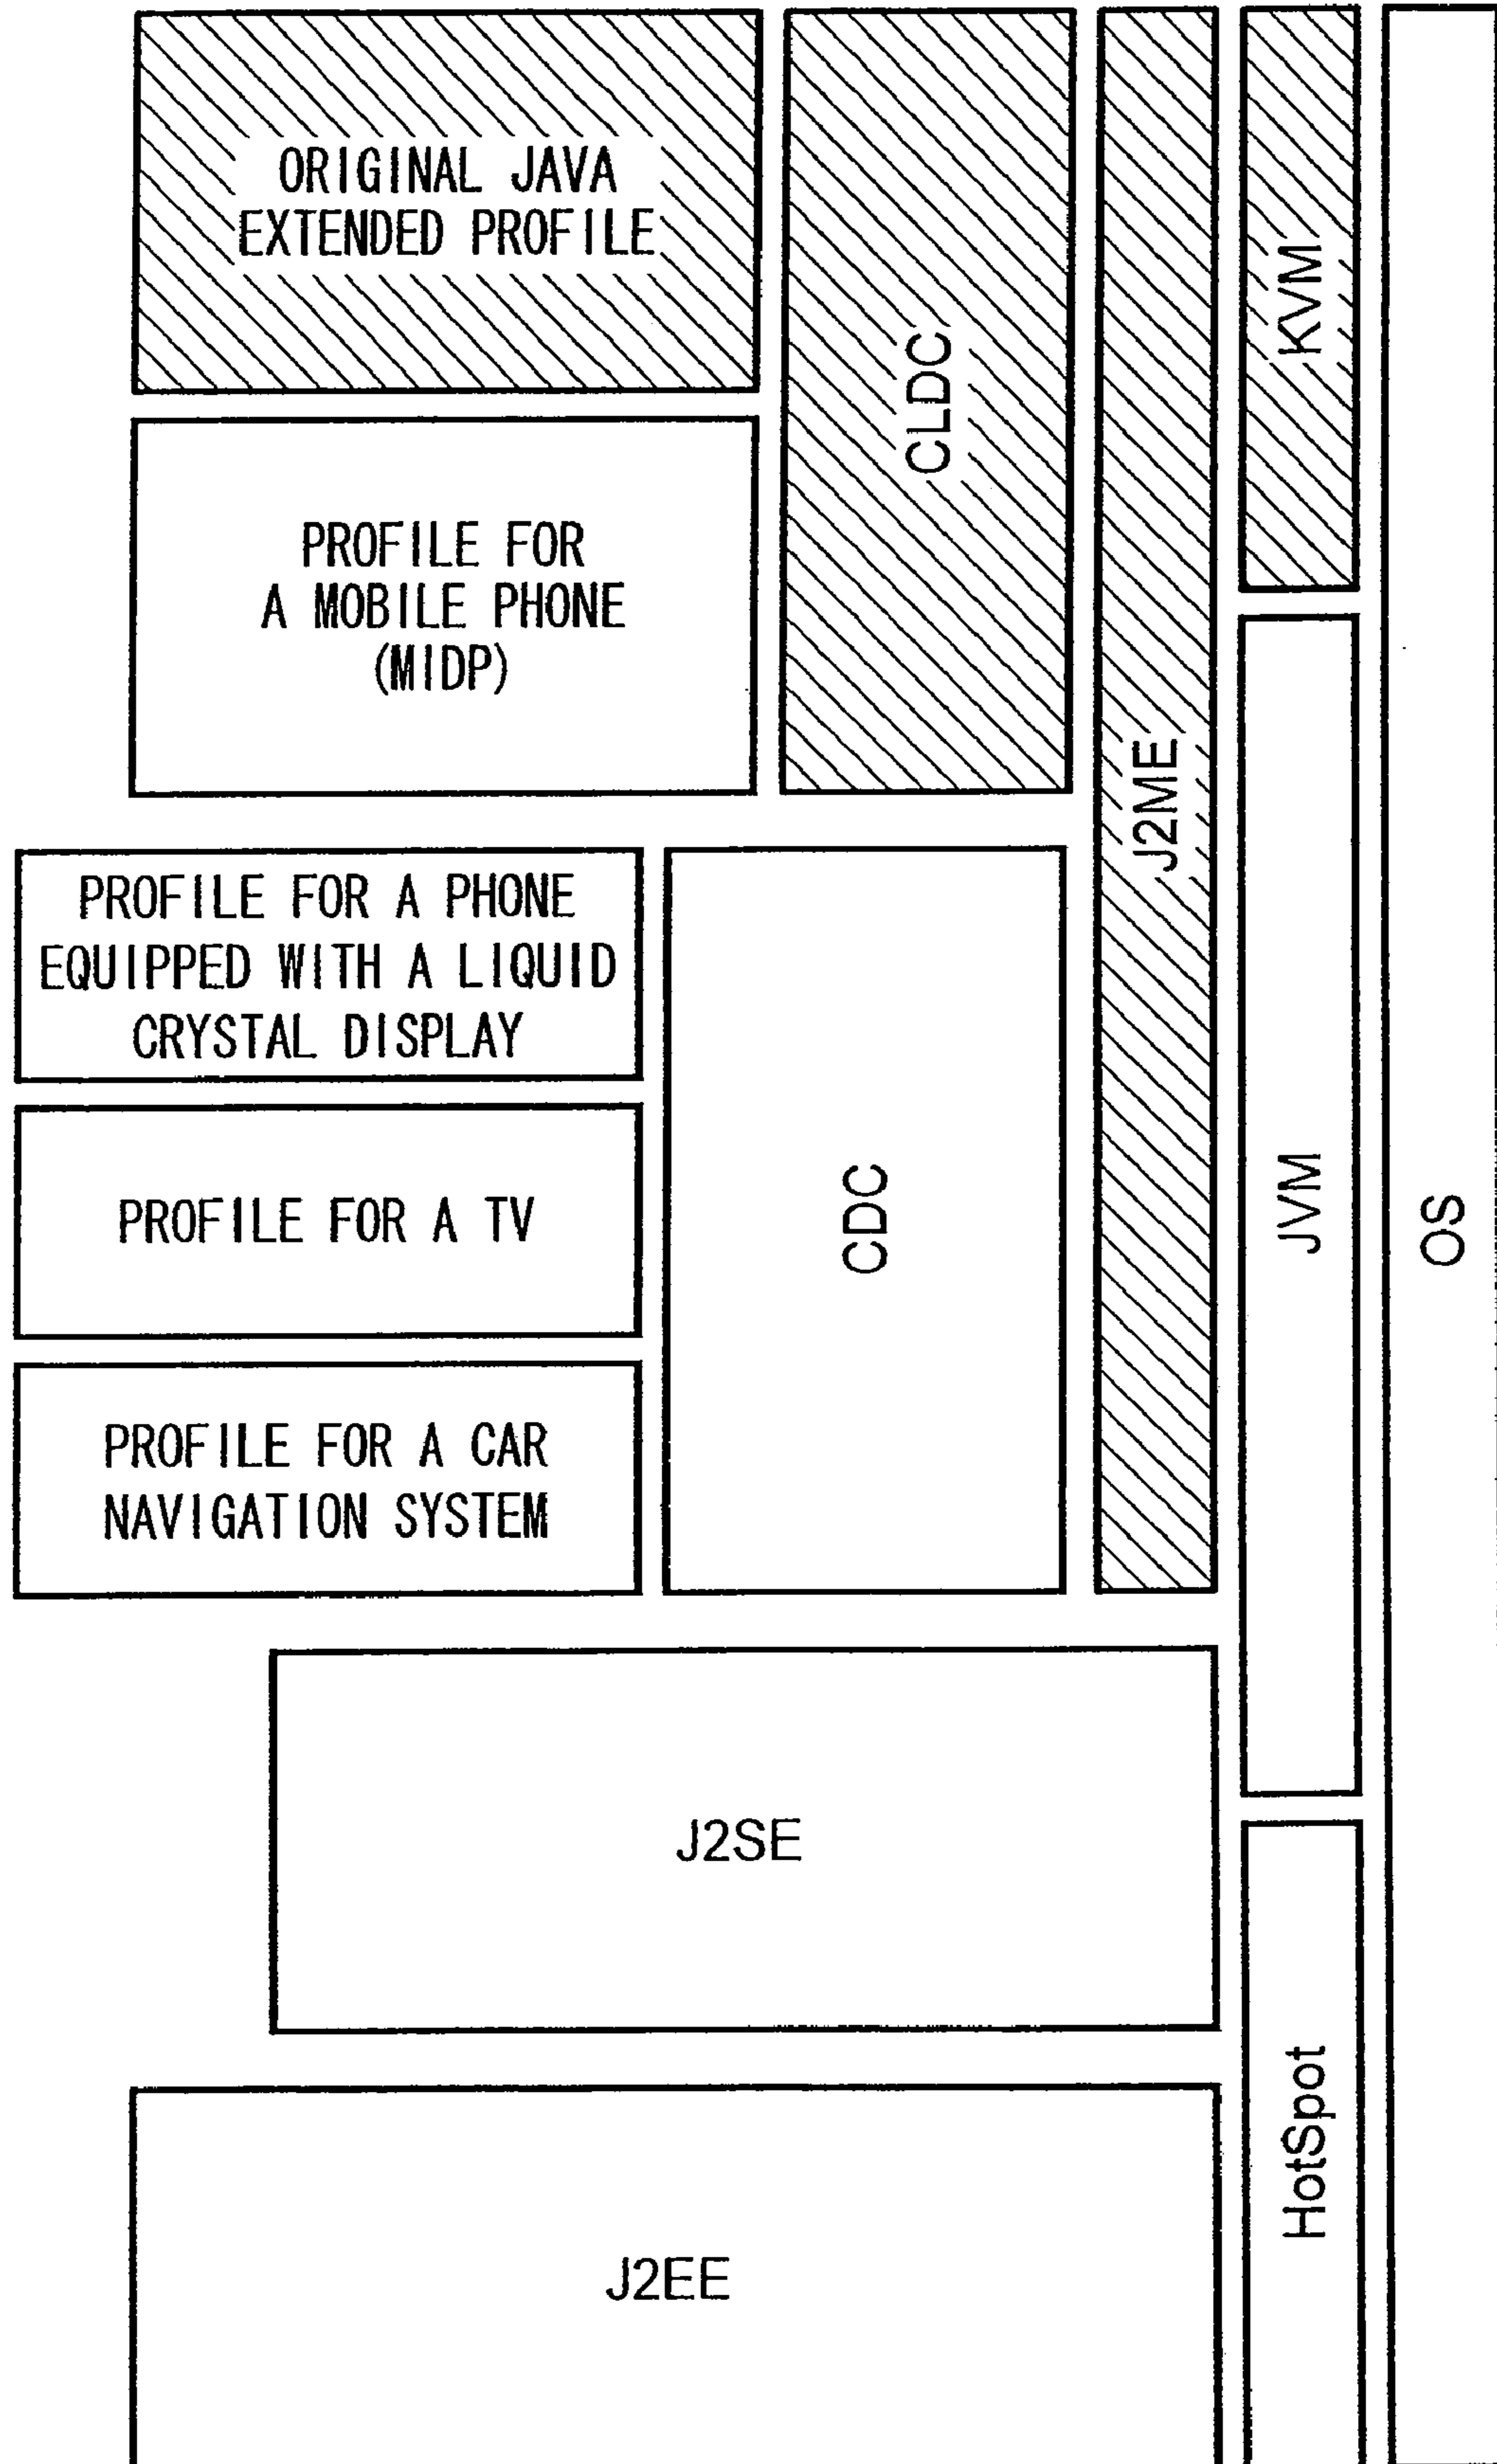 ORIGINAL JAVA
EXTENDED PROFILE
CLDC
KVM
PROFILE FOR
A MOBILE PHONE
(MIDP)
J2ME
PROFILE FOR A PHONE
EQUIPPED WITH A LIQUID
CRYSTAL DISPLAY
PROFILE FOR A TV
CDC
JVM
OS
PROFILE FOR A CAR
NAVIGATION SYSTEM
J2SE
HotSpot
J2EE